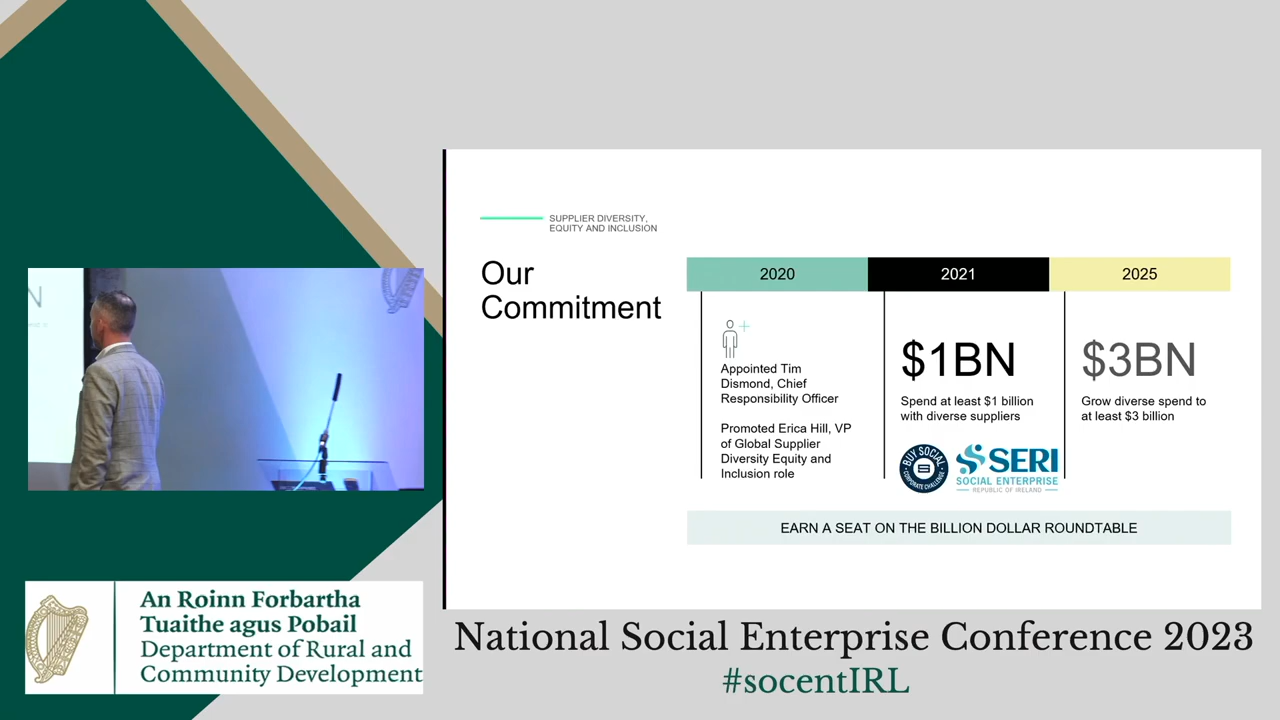 SUPPLIER DIVERSITY,
EQUITY AND INCLUSION
Our
Commitment
2020
2021
2025
Appointed Tim
Dismond, Chief
Responsibility Officer
Promoted Erica Hill, VP
of Global Supplier
Diversity Equity and
Inclusion role
$1BN
Spend at least $1 billion
with diverse suppliers
BUY SOCIAL
CORPORATE CHALLENGE
SERI
SOCIAL ENTERPRISE
REPUBLIC OF IRELAND
$3BN
Grow diverse spend to
at least $3 billion
EARN A SEAT ON THE BILLION DOLLAR ROUNDTABLE
An Roinn Forbartha
Tuaithe agus Pobail
Department of Rural and
Community Development
National Social Enterprise Conference 2023
#socentIRL